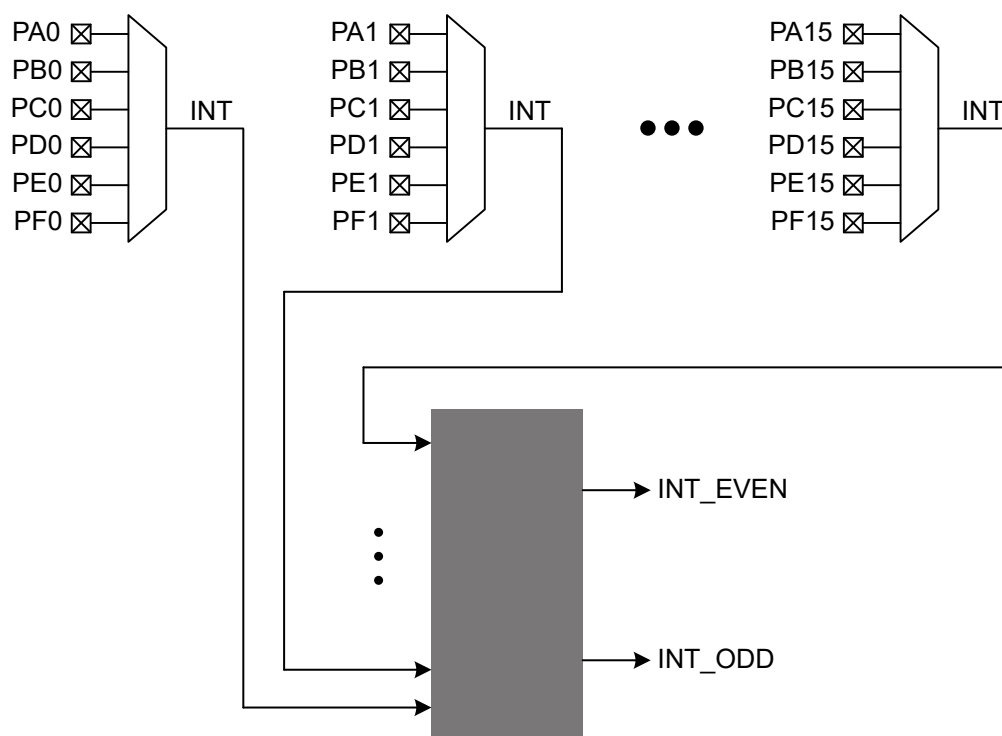 PA0
PB0
PC0
PD0
PE0
PF0
INT
PA1
PB1
PC1
PD1
PE1
PF1
INT
PA15
PB15
PC15
PD15
PE15
PF15
INT
INT_EVEN
INT_ODD